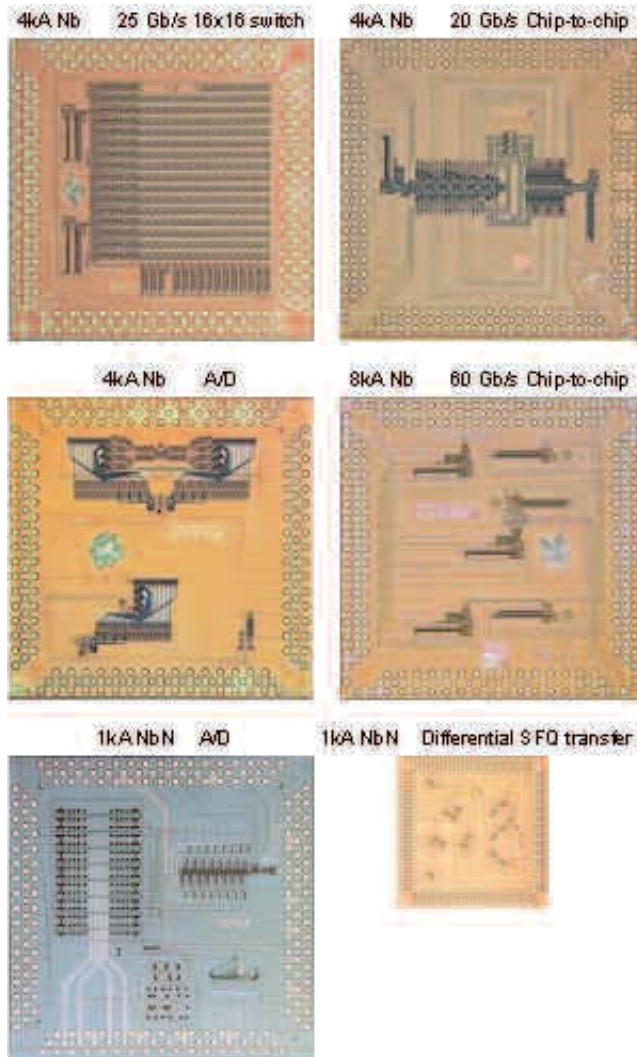 4kA Nb 25 Gb/s 16x16 switch
4kA Nb 20 Gb/s Chip-to-chip
4kA Nb A/D
8kA Nb 60 Gb/s Chip-to-chip
1kA NbN A/D
1kA NbN Differential SFQ transfer